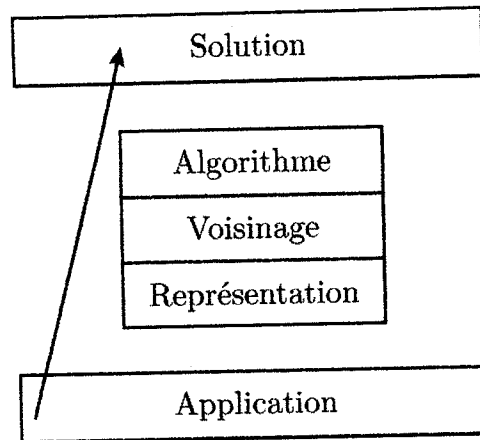 Solution
Algorithme
Voisinage
Représentation
Application